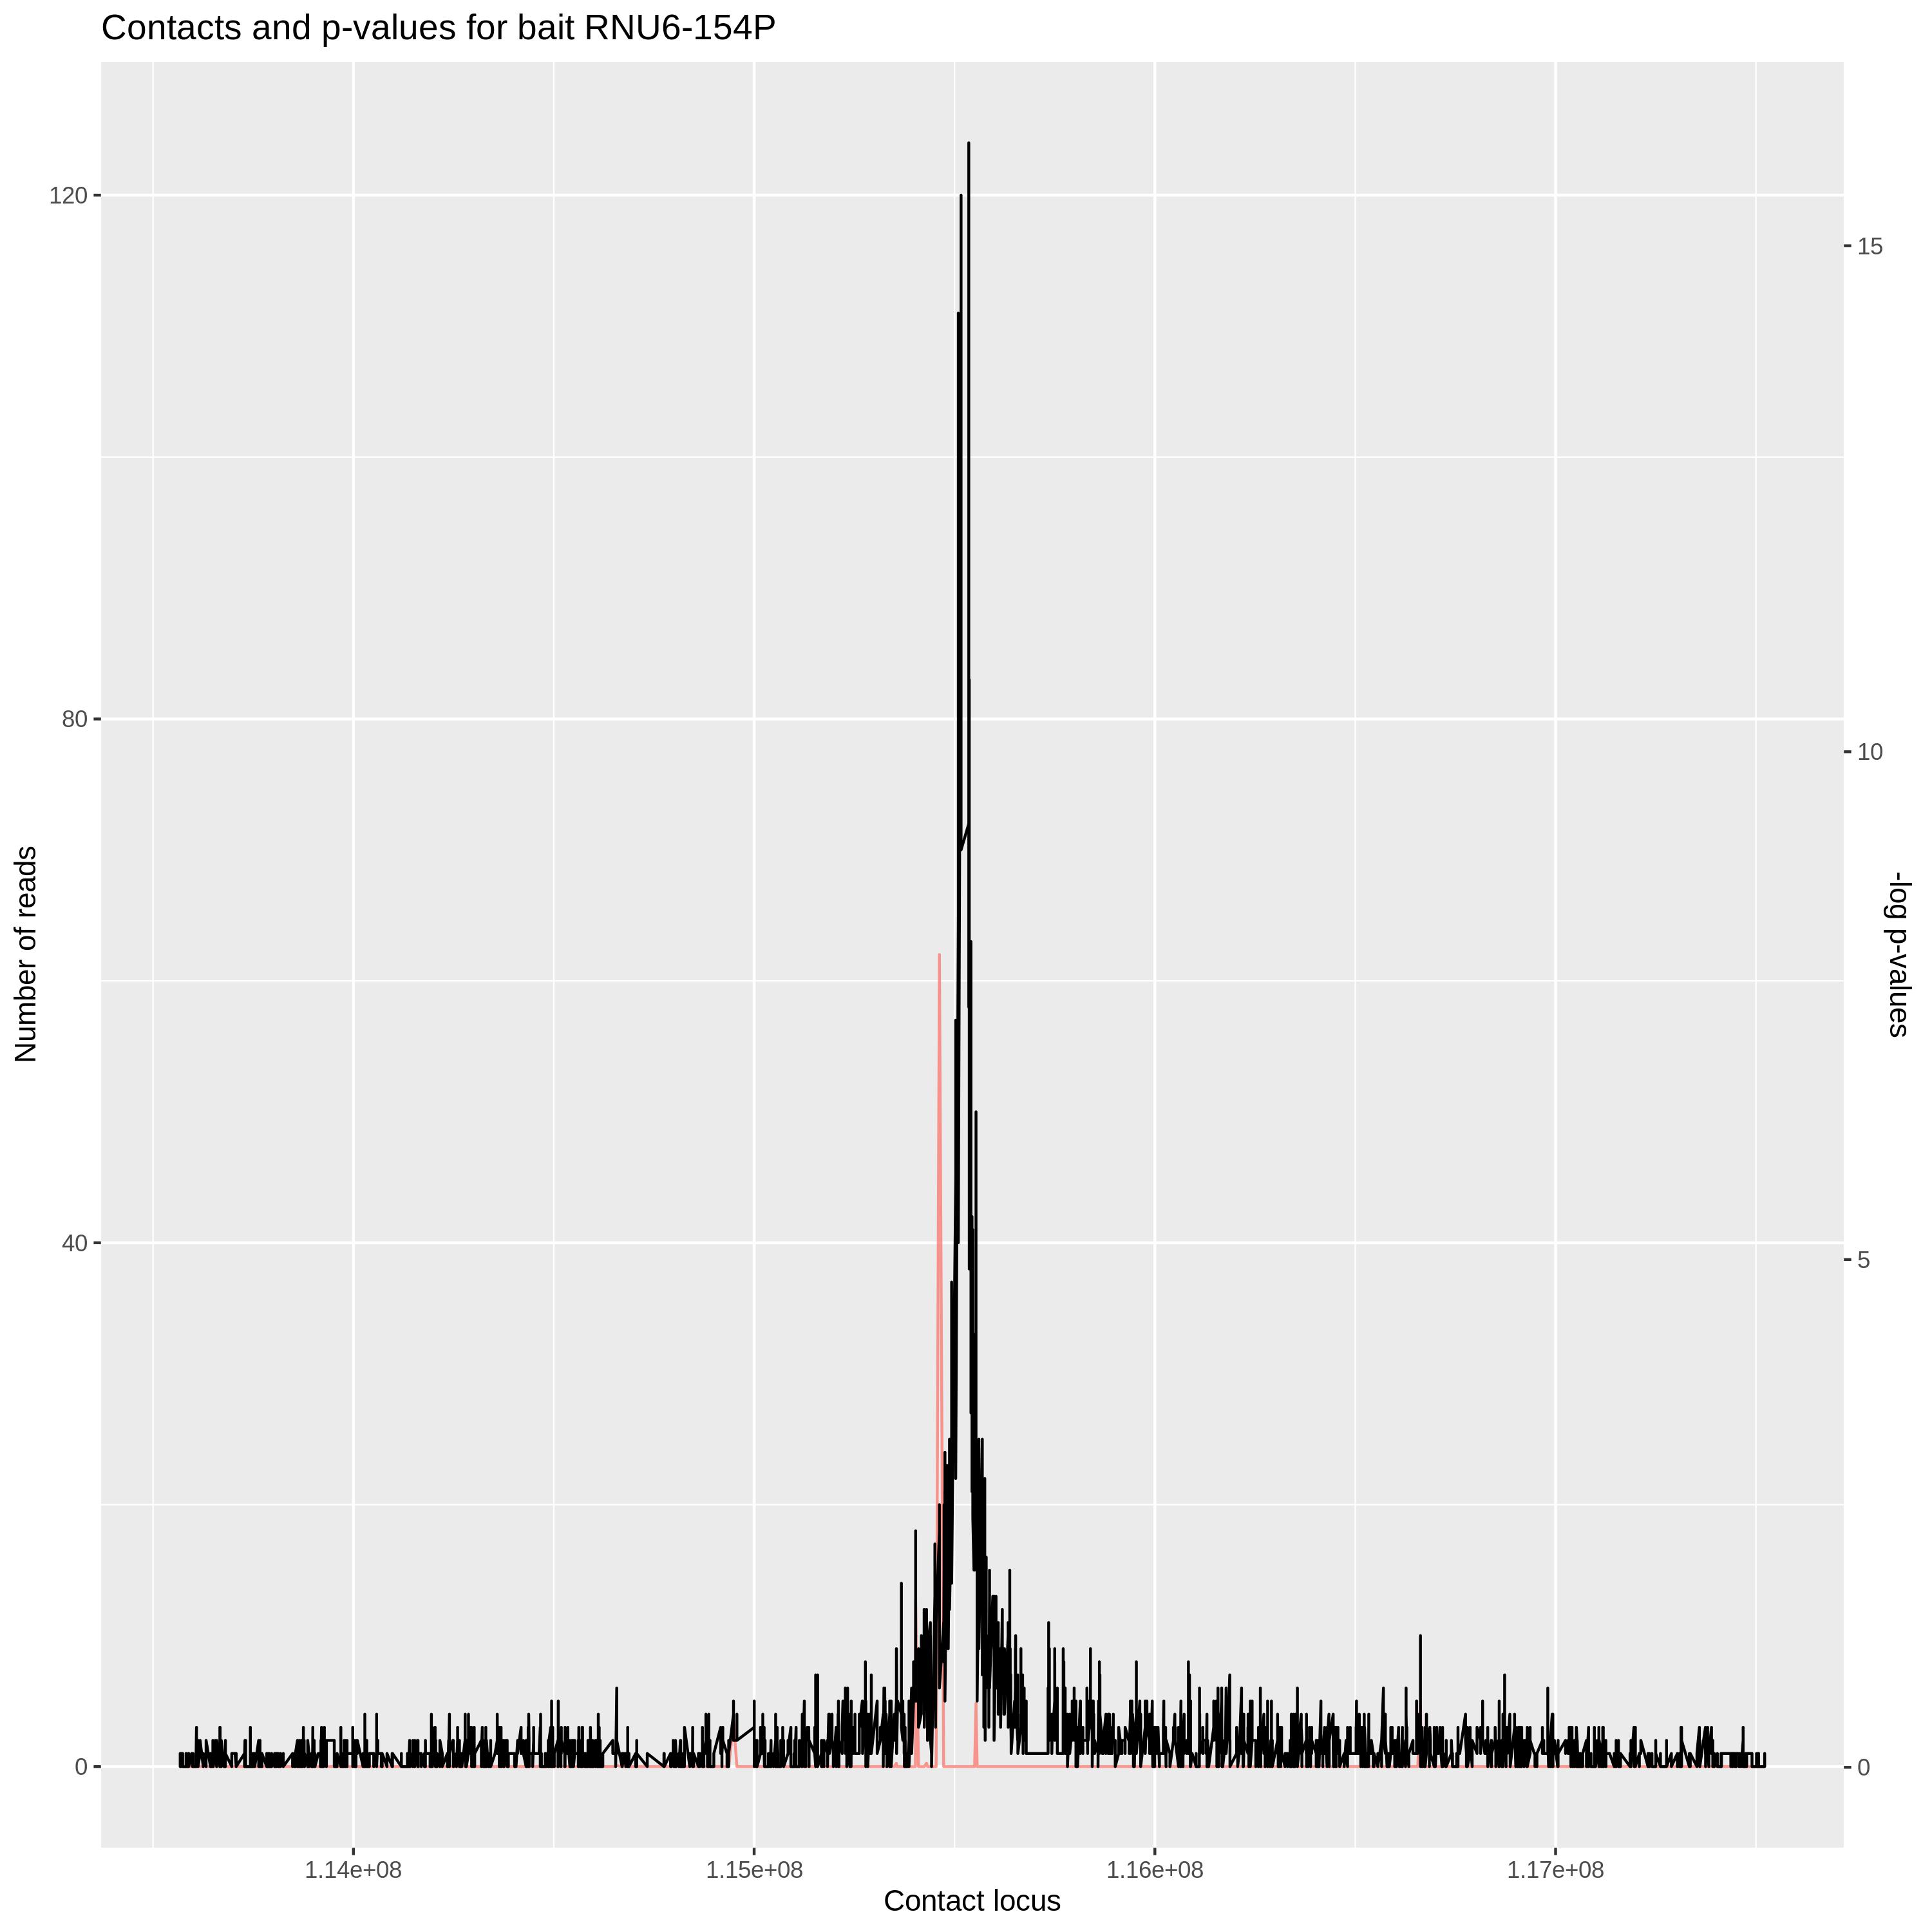 Contacts and p-values for bait RNU6-154P
120
80
40
0
Number of reads
15
10
5
0
-log p-values
1.14e+08
1.15e+08
1.16e+08
1.17e+08
Contact locus